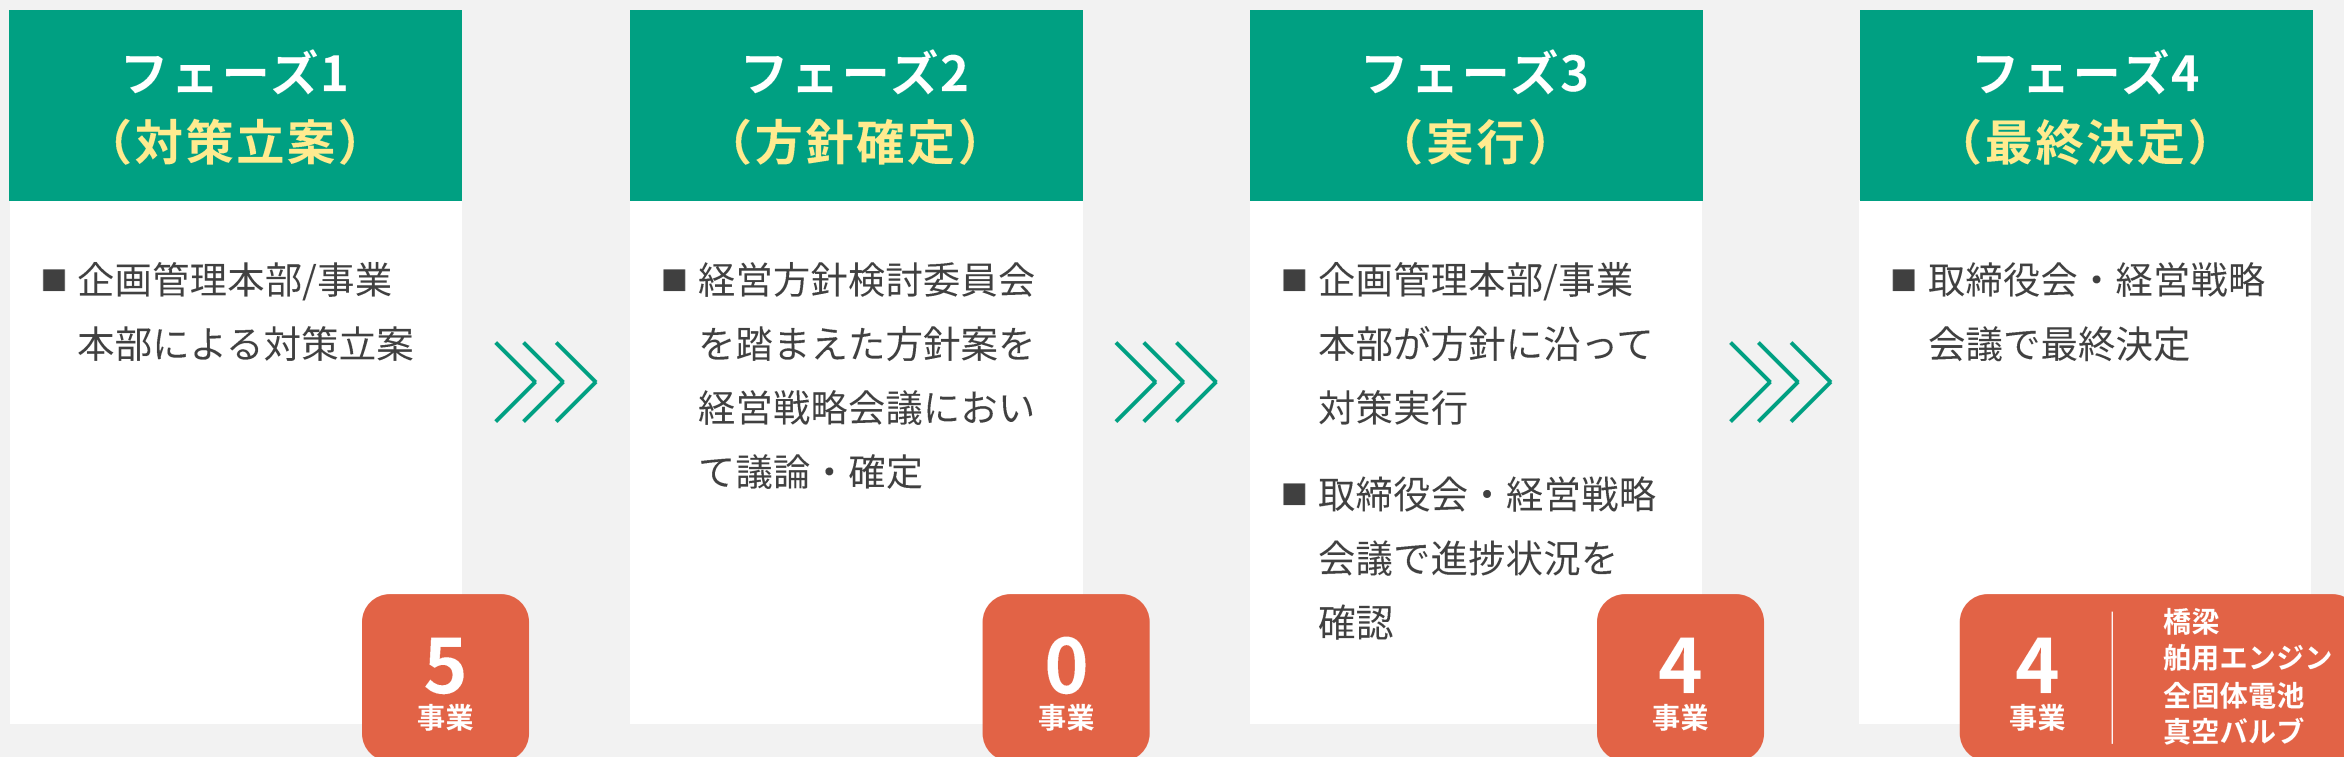 フェーズ1
（対策立案）
■ 企画管理本部/事業
本部による対策立案
5
事業
フェーズ2
（方針確定）
■ 経営方針検討委員会
を踏まえた方針案を
経営戦略会議におい
て議論・確定
0
事業
フェーズ3
（実行）
■ 企画管理本部/事業
本部が方針に沿って
対策実行
■ 取締役会・経営戦略
会議で進捗状況を
確認
4
事業
フェーズ4
（最終決定）
■ 取締役会・経営戦略
会議で最終決定
4
事業
橋梁
舶用エンジン
全固体電池
真空バルブ